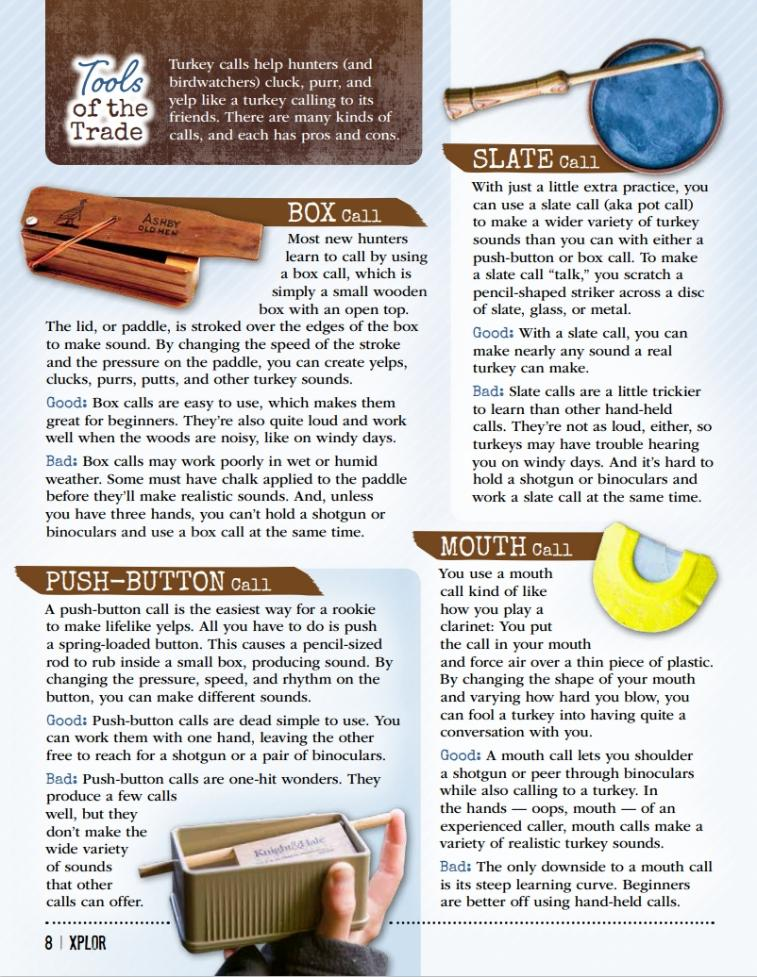 Tools
of the
Trade
Turkey calls help hunters (and
birdwatchers) cluck, purr, and
yelp like a turkey calling to its
friends. There are many kinds of
calls, and each has pros and cons.
BOX Call
ASHBY
OLD HEN
Most new hunters
learn to call by using
a box call, which is
simply a small wooden
box with an open top.
The lid, or paddle, is stroked over the edges of the box
to make sound. By changing the speed of the stroke
and the pressure on the paddle, you can create yelps,
clucks, purrs, putts, and other turkey sounds.
Good: Box calls are easy to use, which makes them
great for beginners. They’re also quite loud and work
well when the woods are noisy, like on windy days.
Bad: Box calls may work poorly in wet or humid
weather. Some must have chalk applied to the paddle
before they’ll make realistic sounds. And, unless
you have three hands, you can’t hold a shotgun or
binoculars and use a box call at the same time.
PUSH-BUTTON Call
A push-button call is the easiest way for a rookie
to make lifelike yelps. All you have to do is push
a spring-loaded button. This causes a pencil-sized
rod to rub inside a small box, producing sound. By
changing the pressure, speed, and rhythm on the
button, you can make different sounds.
Good: Push-button calls are dead simple to use. You
can work them with one hand, leaving the other
free to reach for a shotgun or a pair of binoculars.
Bad: Push-button calls are one-hit wonders. They
produce a few calls
well, but they
don’t make the
wide variety
of sounds
that other
calls can offer.
Knight & Hale
SLATE Call
With just a little extra practice, you
can use a slate call (aka pot call)
to make a wider variety of turkey
sounds than you can with either a
push-button or box call. To make
a slate call “talk,” you scratch a
pencil-shaped striker across a disc
of slate, glass, or metal.
Good: With a slate call, you can
make nearly any sound a real
turkey can make.
Bad: Slate calls are a little trickier
to learn than other hand-held
calls. They’re not as loud, either, so
turkeys may have trouble hearing
you on windy days. And it’s hard to
hold a shotgun or binoculars and
work a slate call at the same time.
MOUTH Call
You use a mouth
call kind of like
how you play a
clarinet: You put
the call in your mouth
and force air over a thin piece of plastic.
By changing the shape of your mouth
and varying how hard you blow, you
can fool a turkey into having quite a
conversation with you.
Good: A mouth call lets you shoulder
a shotgun or peer through binoculars
while also calling to a turkey. In
the hands — oops, mouth — of an
experienced caller, mouth calls make a
variety of realistic turkey sounds.
Bad: The only downside to a mouth call
is its steep learning curve. Beginners
are better off using hand-held calls.
8 | XPLOR